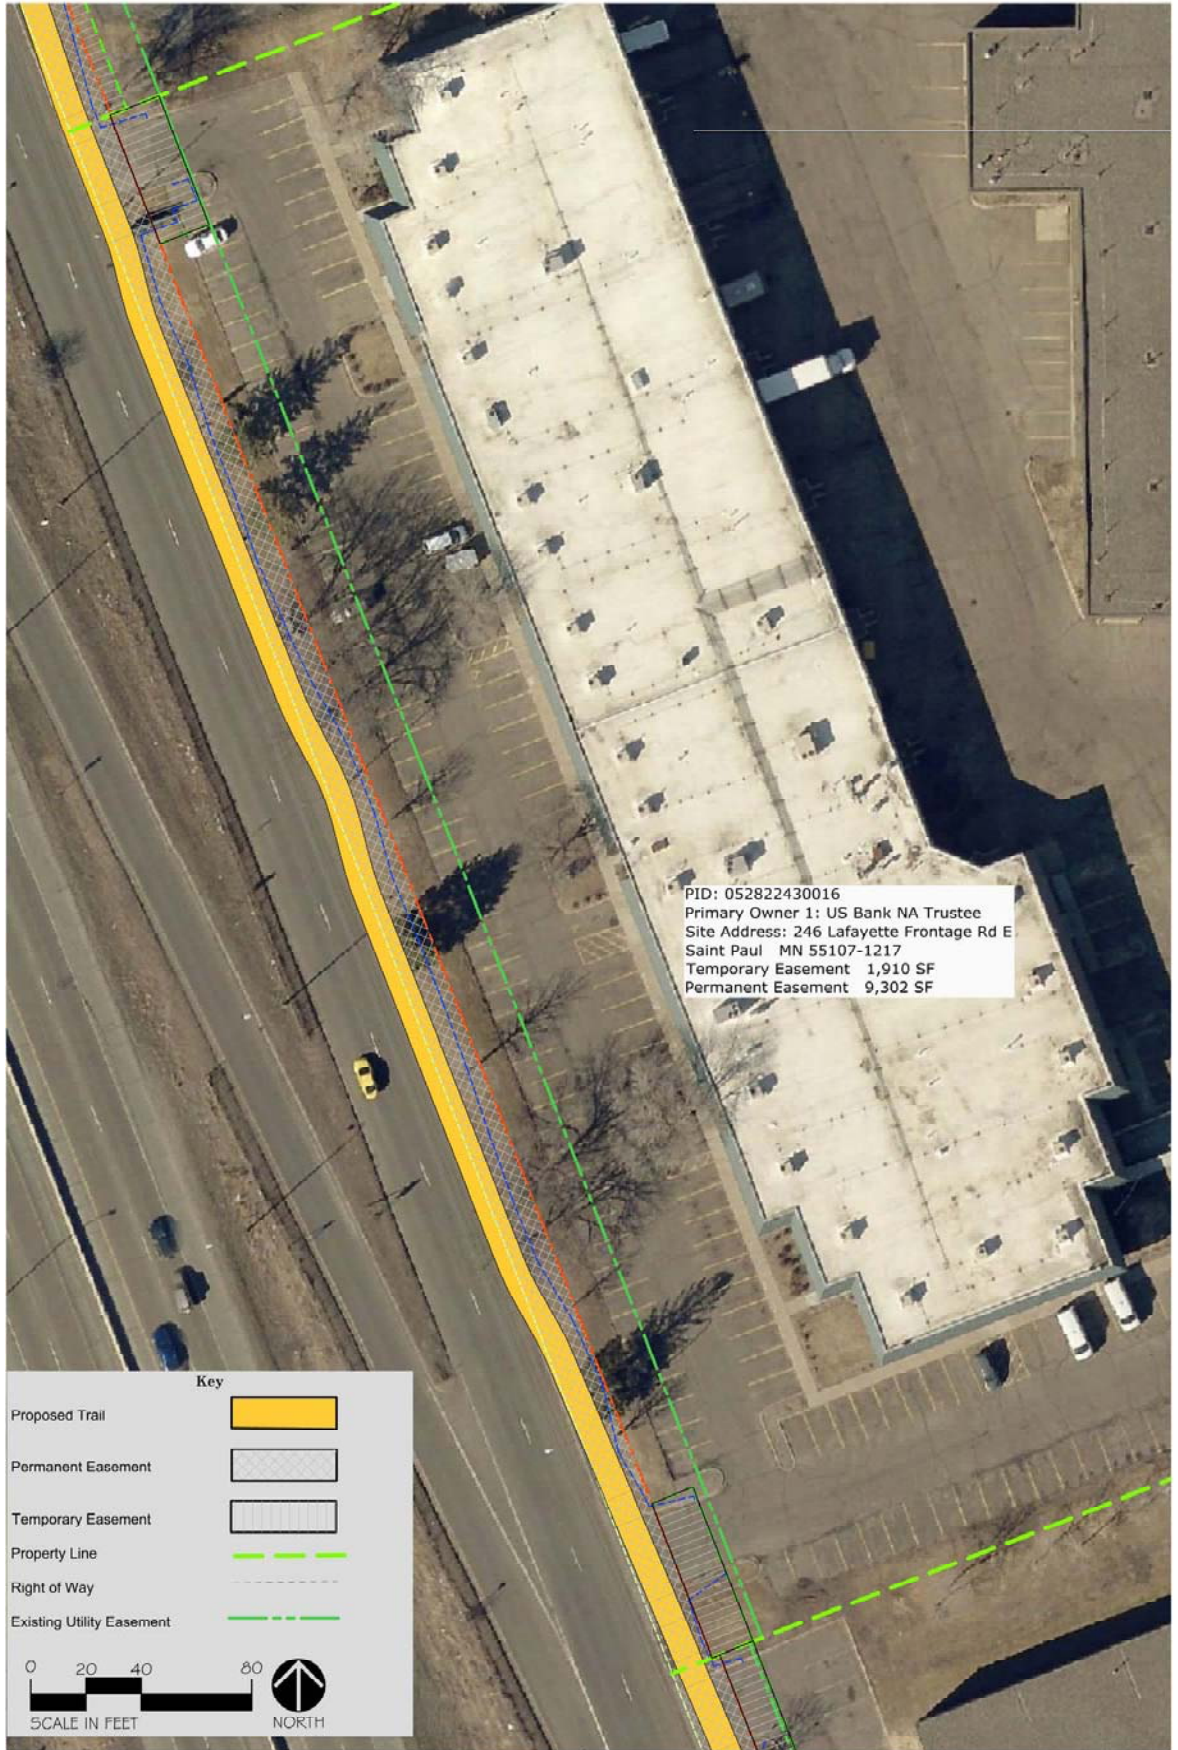 PID: 052822430016
Primary Owner 1: US Bank NA Trustee
Site Address: 246 Lafayette Frontage Rd E
Saint Paul MN 55107-1217
Temporary Easement 1,910 SF
Permanent Easement 9,302 SF
Key
Proposed Trail
Permanent Easement
Temporary Easement
Property Line
Right of Way
Existing Utility Easement
0 20 40 80
SCALE IN FEET
NORTH